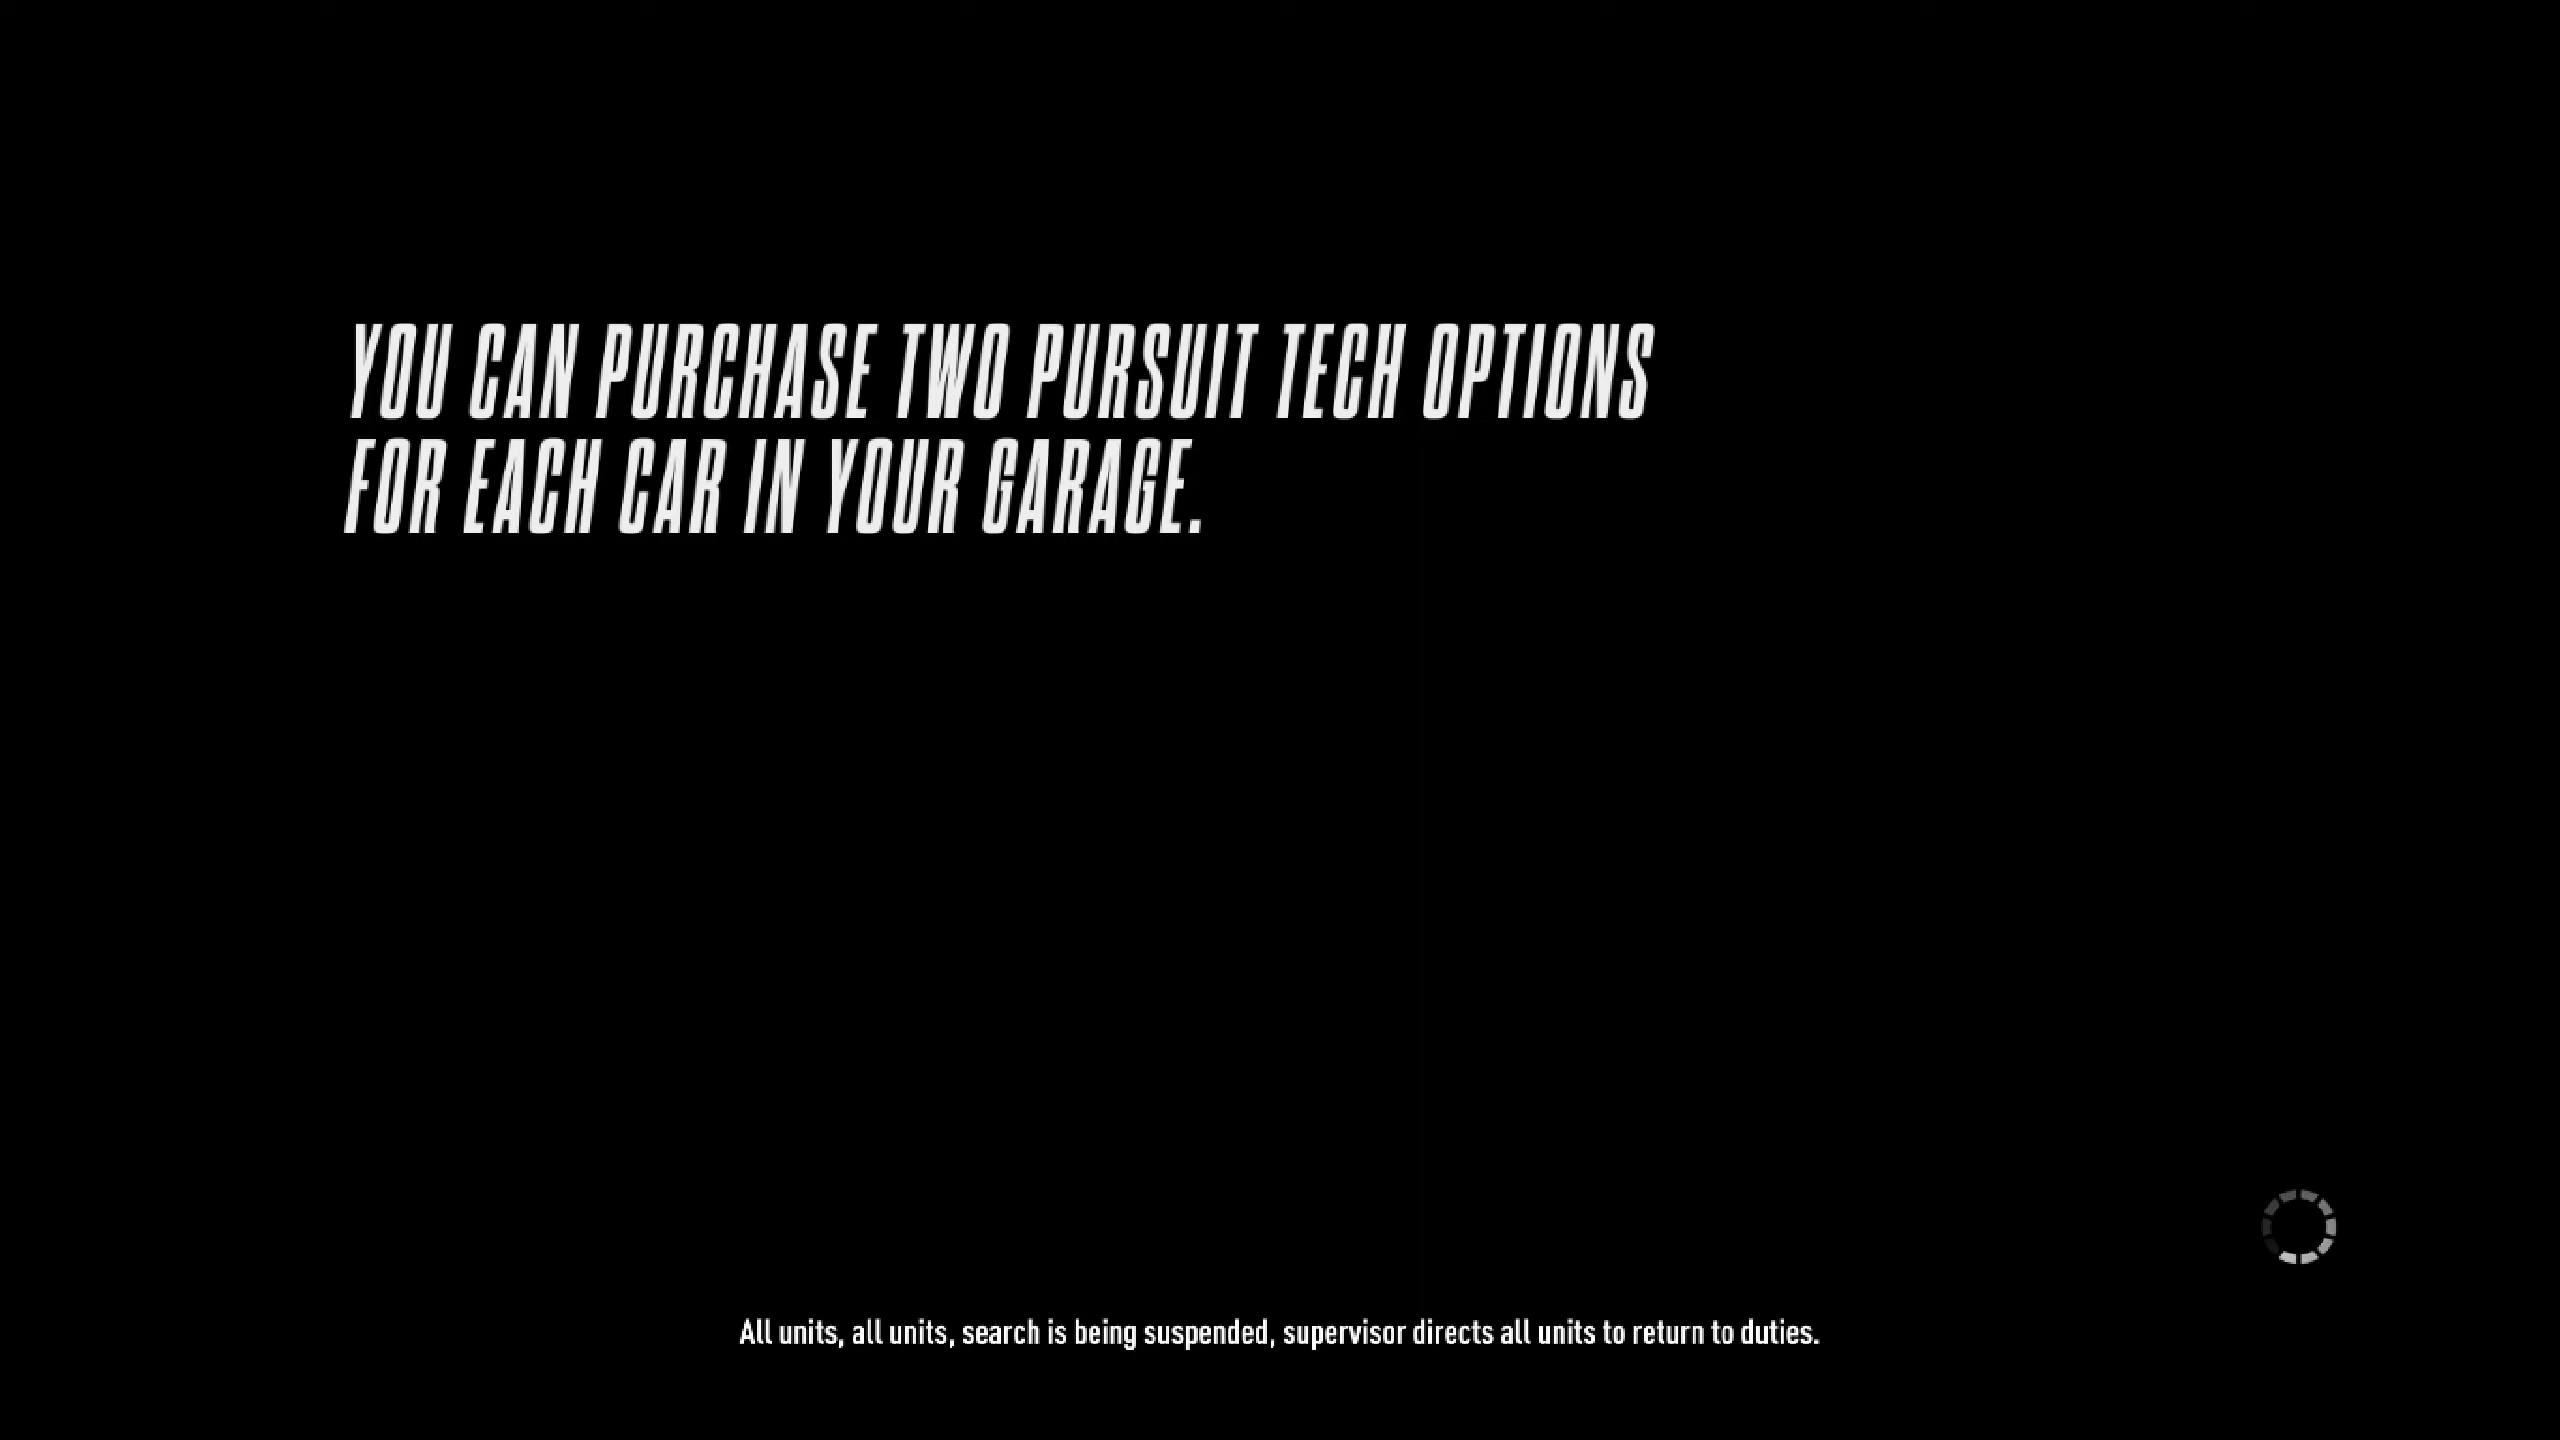 YOU CAN PURCHASE TWO PURSUIT TECH OPTIONS
FOR EACH CAR IN YOUR GARAGE.
All units, all units, search is being suspended, supervisor directs all units to return to duties.